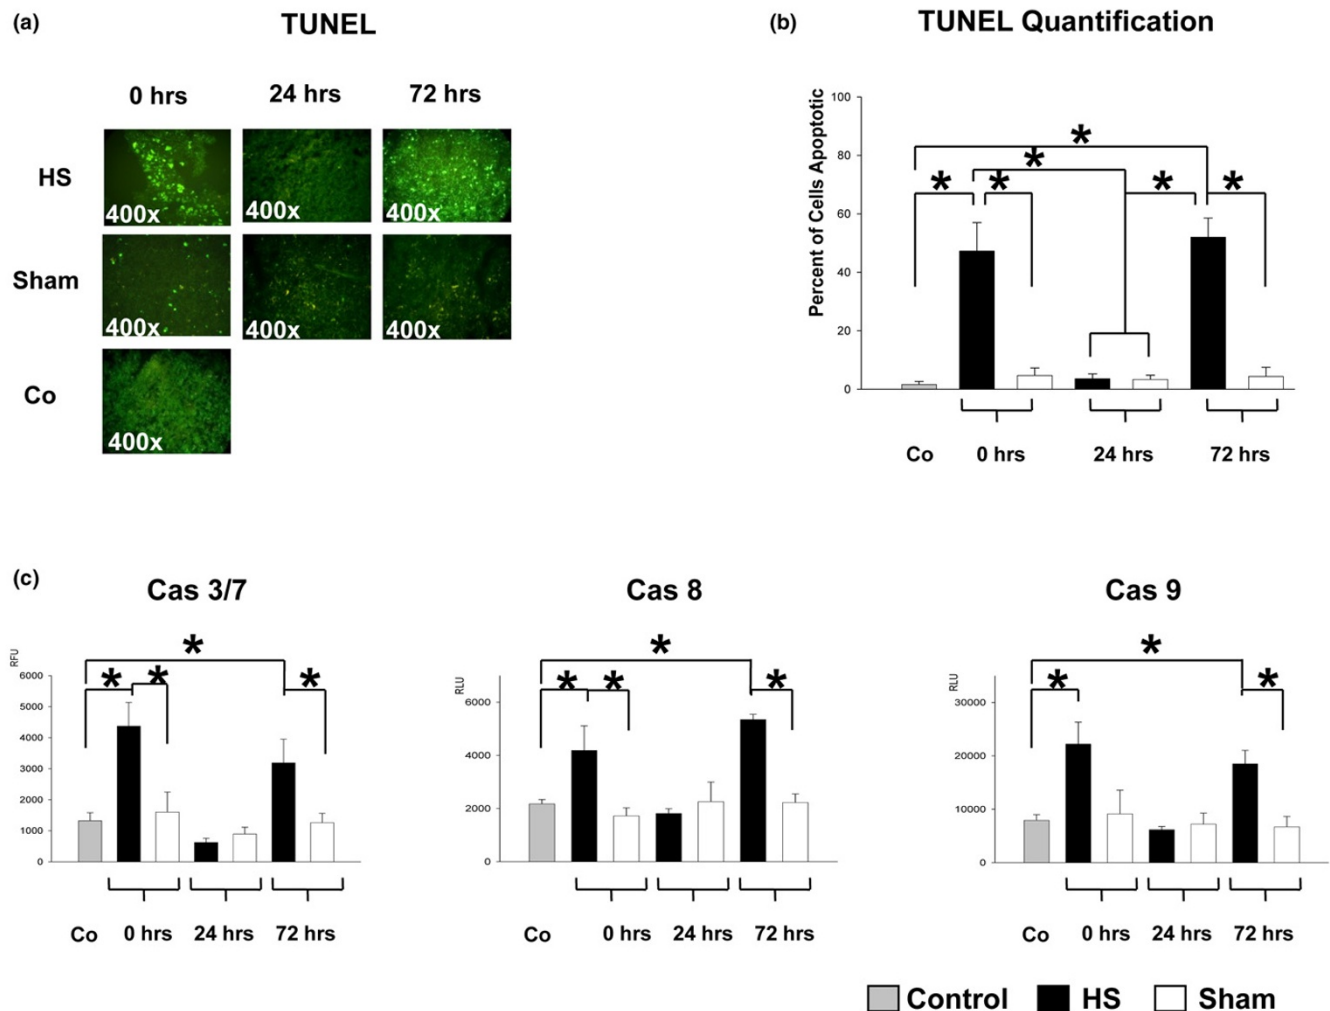 (a)
TUNEL
0 hrs 24 hrs 72 hrs
HS
400x 400x 400x
Sham
400x 400x 400x
Co
400x
(b)
TUNEL Quantification
Percent of Cells Apoptotic
100
80
60
40
20
0
* * * * * *
Co 0 hrs 24 hrs 72 hrs
(c)
Cas 3/7
RFU
6000
5000
4000
3000
2000
1000
0
* * * *
Co 0 hrs 24 hrs 72 hrs
Cas 8
RLU
6000
4000
2000
0
* * * *
Co 0 hrs 24 hrs 72 hrs
Cas 9
RLU
30000
20000
10000
0
* * *
Co 0 hrs 24 hrs 72 hrs
Control HS Sham